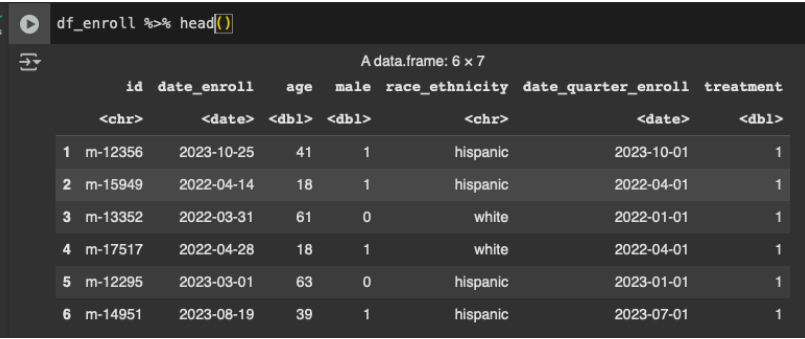 df_enroll %>% head()
A data.frame: 6 × 7
id date_enroll age male race_ethnicity date_quarter_enroll treatment
<chr> <date> <dbl> <dbl> <chr> <date> <dbl>
1 m-12356 2023-10-25 41 1 hispanic 2023-10-01 1
2 m-15949 2022-04-14 18 1 hispanic 2022-04-01 1
3 m-13352 2022-03-31 61 0 white 2022-01-01 1
4 m-17517 2022-04-28 18 1 white 2022-04-01 1
5 m-12295 2023-03-01 63 0 hispanic 2023-01-01 1
6 m-14951 2023-08-19 39 1 hispanic 2023-07-01 1